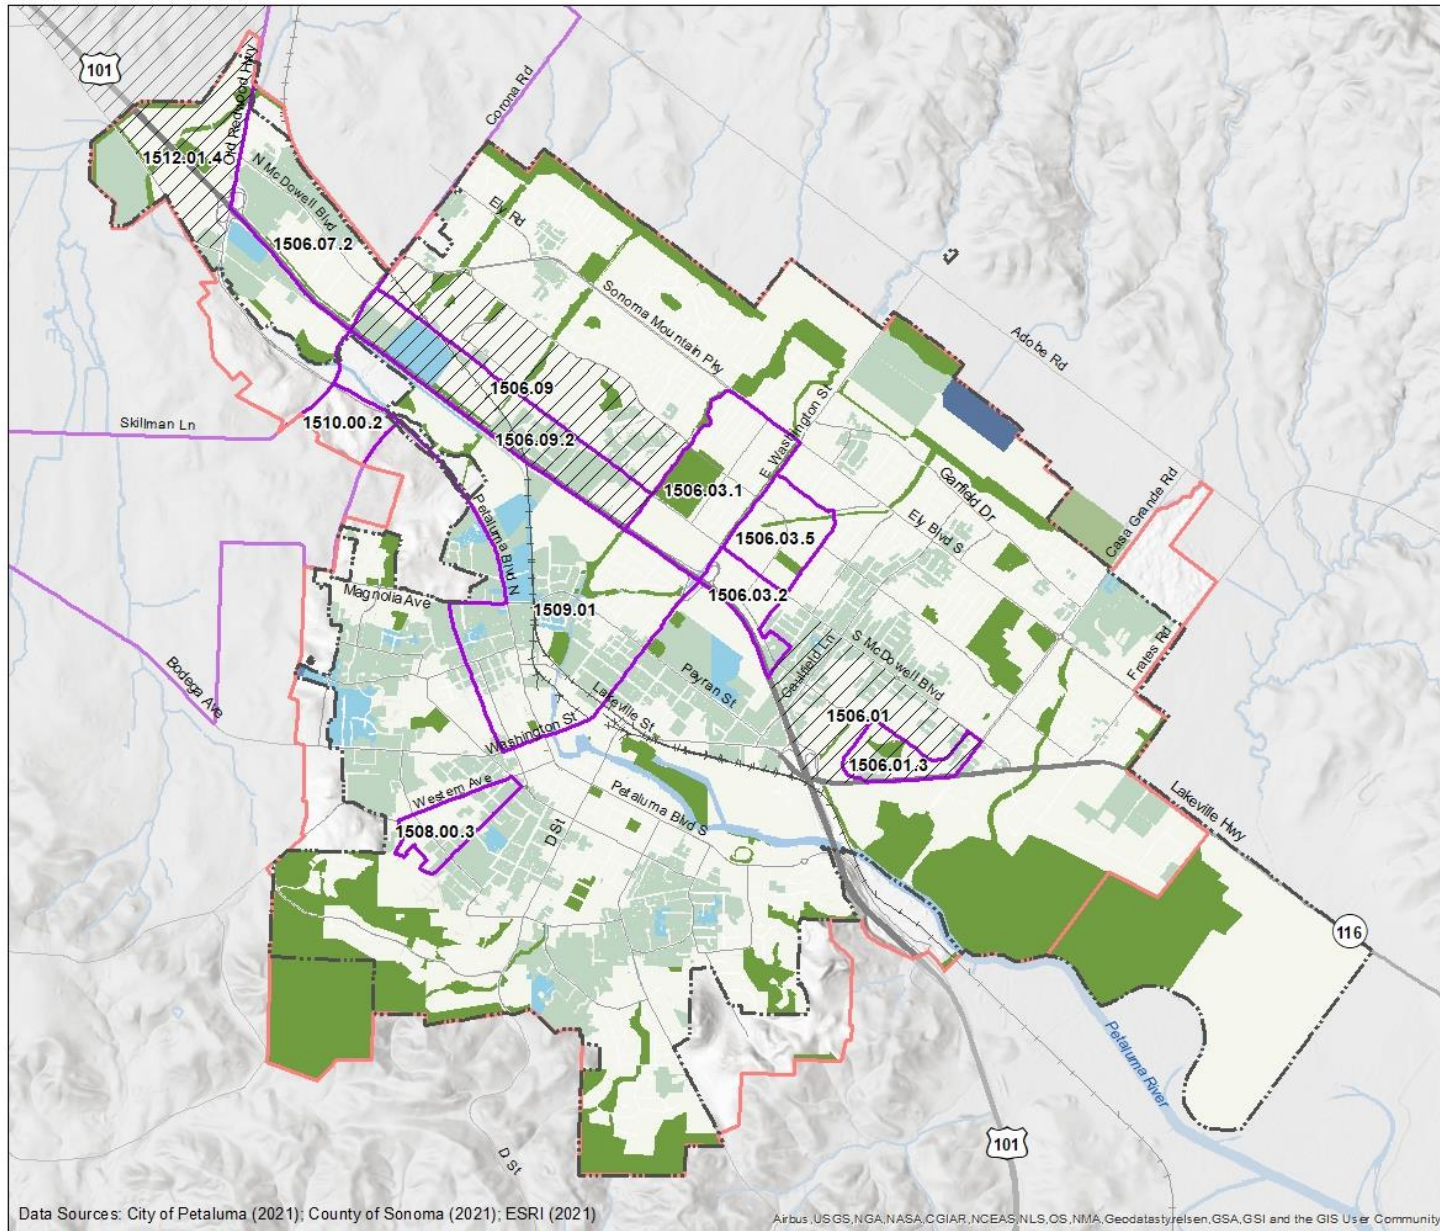 101
Old Redwood Hwy
Corona Rd
1512.01.4
N McDowell Blvd
Ely Rd
1506.07.2
Sonoma Mountain Pky
Adobe Rd
1506.09
Skillman Ln
1510.00.2
1506.09.2
E Washington St
1506.03.1
Garfield Dr
Casa Grande Rd
Petaluma Blvd N
Ely Blvd S
1506.03.5
Magnolia Ave
1509.01
1506.03.2
Frates Rd
S McDowell Blvd
Caulfield Ln
Bodega Ave
Payran St
Lakeville St
1506.01
Washington St
1506.01.3
Western Ave
Petaluma Blvd S
Lakeville Hwy
1508.00.3
D St
116
Petaluma River
101
D St
Data Sources: City of Petaluma (2021); County of Sonoma (2021); ESRI (2021)
Airbus,USGS,NGA,NASA,CGIAR,NCEAS,NLS,OS,NMA,Geodatastyrelsen,GSA,GSI and the GIS User Community